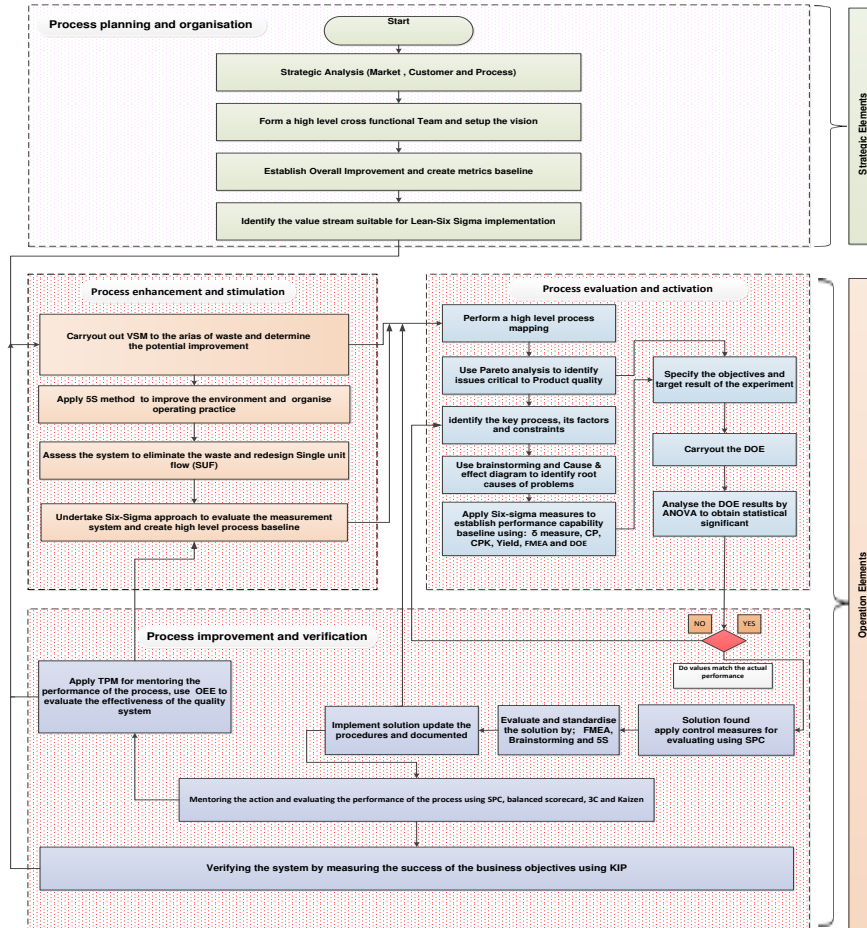 Process planning and organisation
Start
Strategic Analysis (Market , Customer and Process)
Form a high level cross functional Team and setup the vision
Establish Overall Improvement and create metrics baseline
Identify the value stream suitable for Lean-Six Sigma implementation
Strategic Elements
Process enhancement and stimulation
Carryout out VSM to the arias of waste and determine
the potential improvement
Apply 5S method to improve the environment and organise
operating practice
Assess the system to eliminate the waste and redesign Single unit
flow (SUF)
Undertake Six-Sigma approach to evaluate the measurement
system and create high level process baseline
Process evaluation and activation
Perform a high level process
mapping
Use Pareto analysis to identify
issues critical to Product quality
identify the key process, its factors
and constraints
Use brainstorming and Cause &
effect diagram to identify root
causes of problems
Apply Six-sigma measures to
establish performance capability
baseline using: δ measure, CP,
CPK, Yield, FMEA and DOE
Specify the objectives and
target result of the experiment
Carryout the DOE
Analyse the DOE results by
ANOVA to obtain statistical
significant
Operation Elements
NO
YES
Do values match the actual
performance
Process improvement and verification
Apply TPM for mentoring the
performance of the process, use OEE to
evaluate the effectiveness of the quality
system
Implement solution update the
procedures and documented
Evaluate and standardise
the solution by; FMEA,
Brainstorming and 5S
Solution found
apply control measures for
evaluating using SPC
Mentoring the action and evaluating the performance of the process using SPC, balanced scorecard, 3C and Kaizen
Verifying the system by measuring the success of the business objectives using KIP